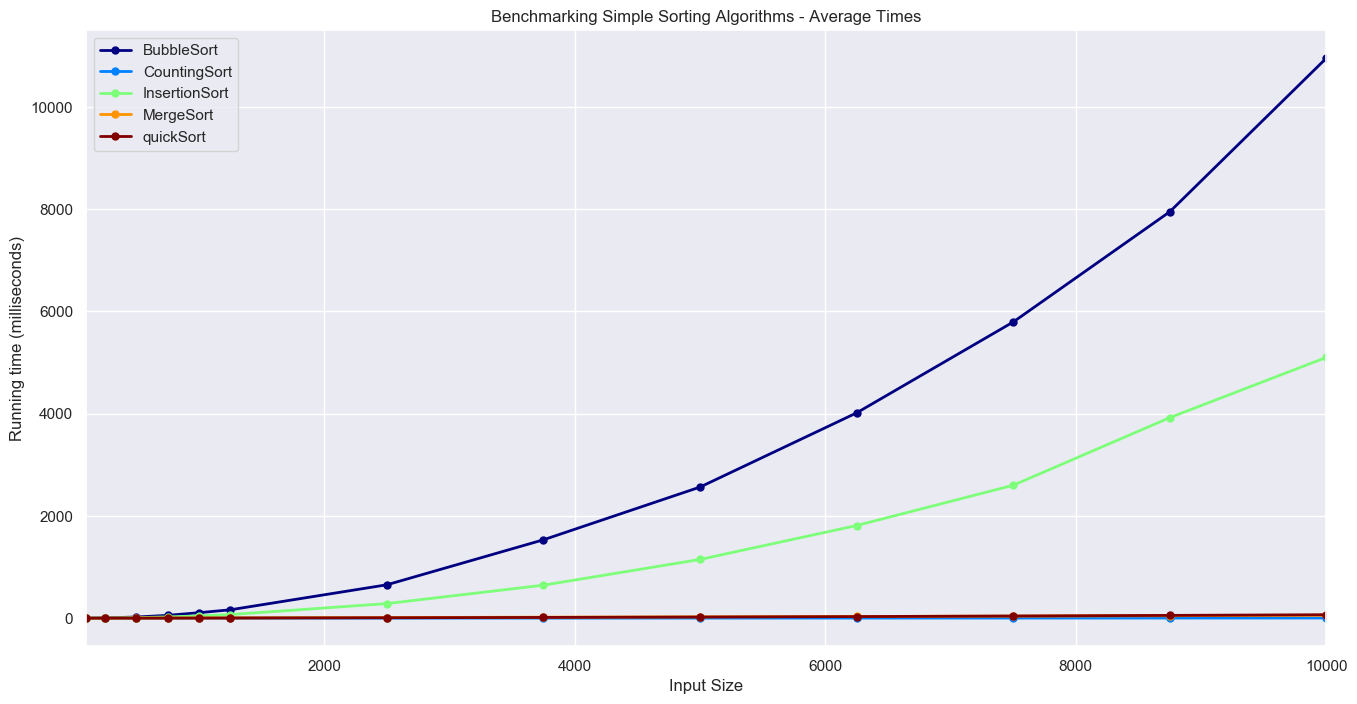 Benchmarking Simple Sorting Algorithms - Average Times
BubbleSort
CountingSort
InsertionSort
MergeSort
quickSort
Running time (milliseconds)
10000
8000
6000
4000
2000
0
2000
4000
6000
8000
10000
Input Size